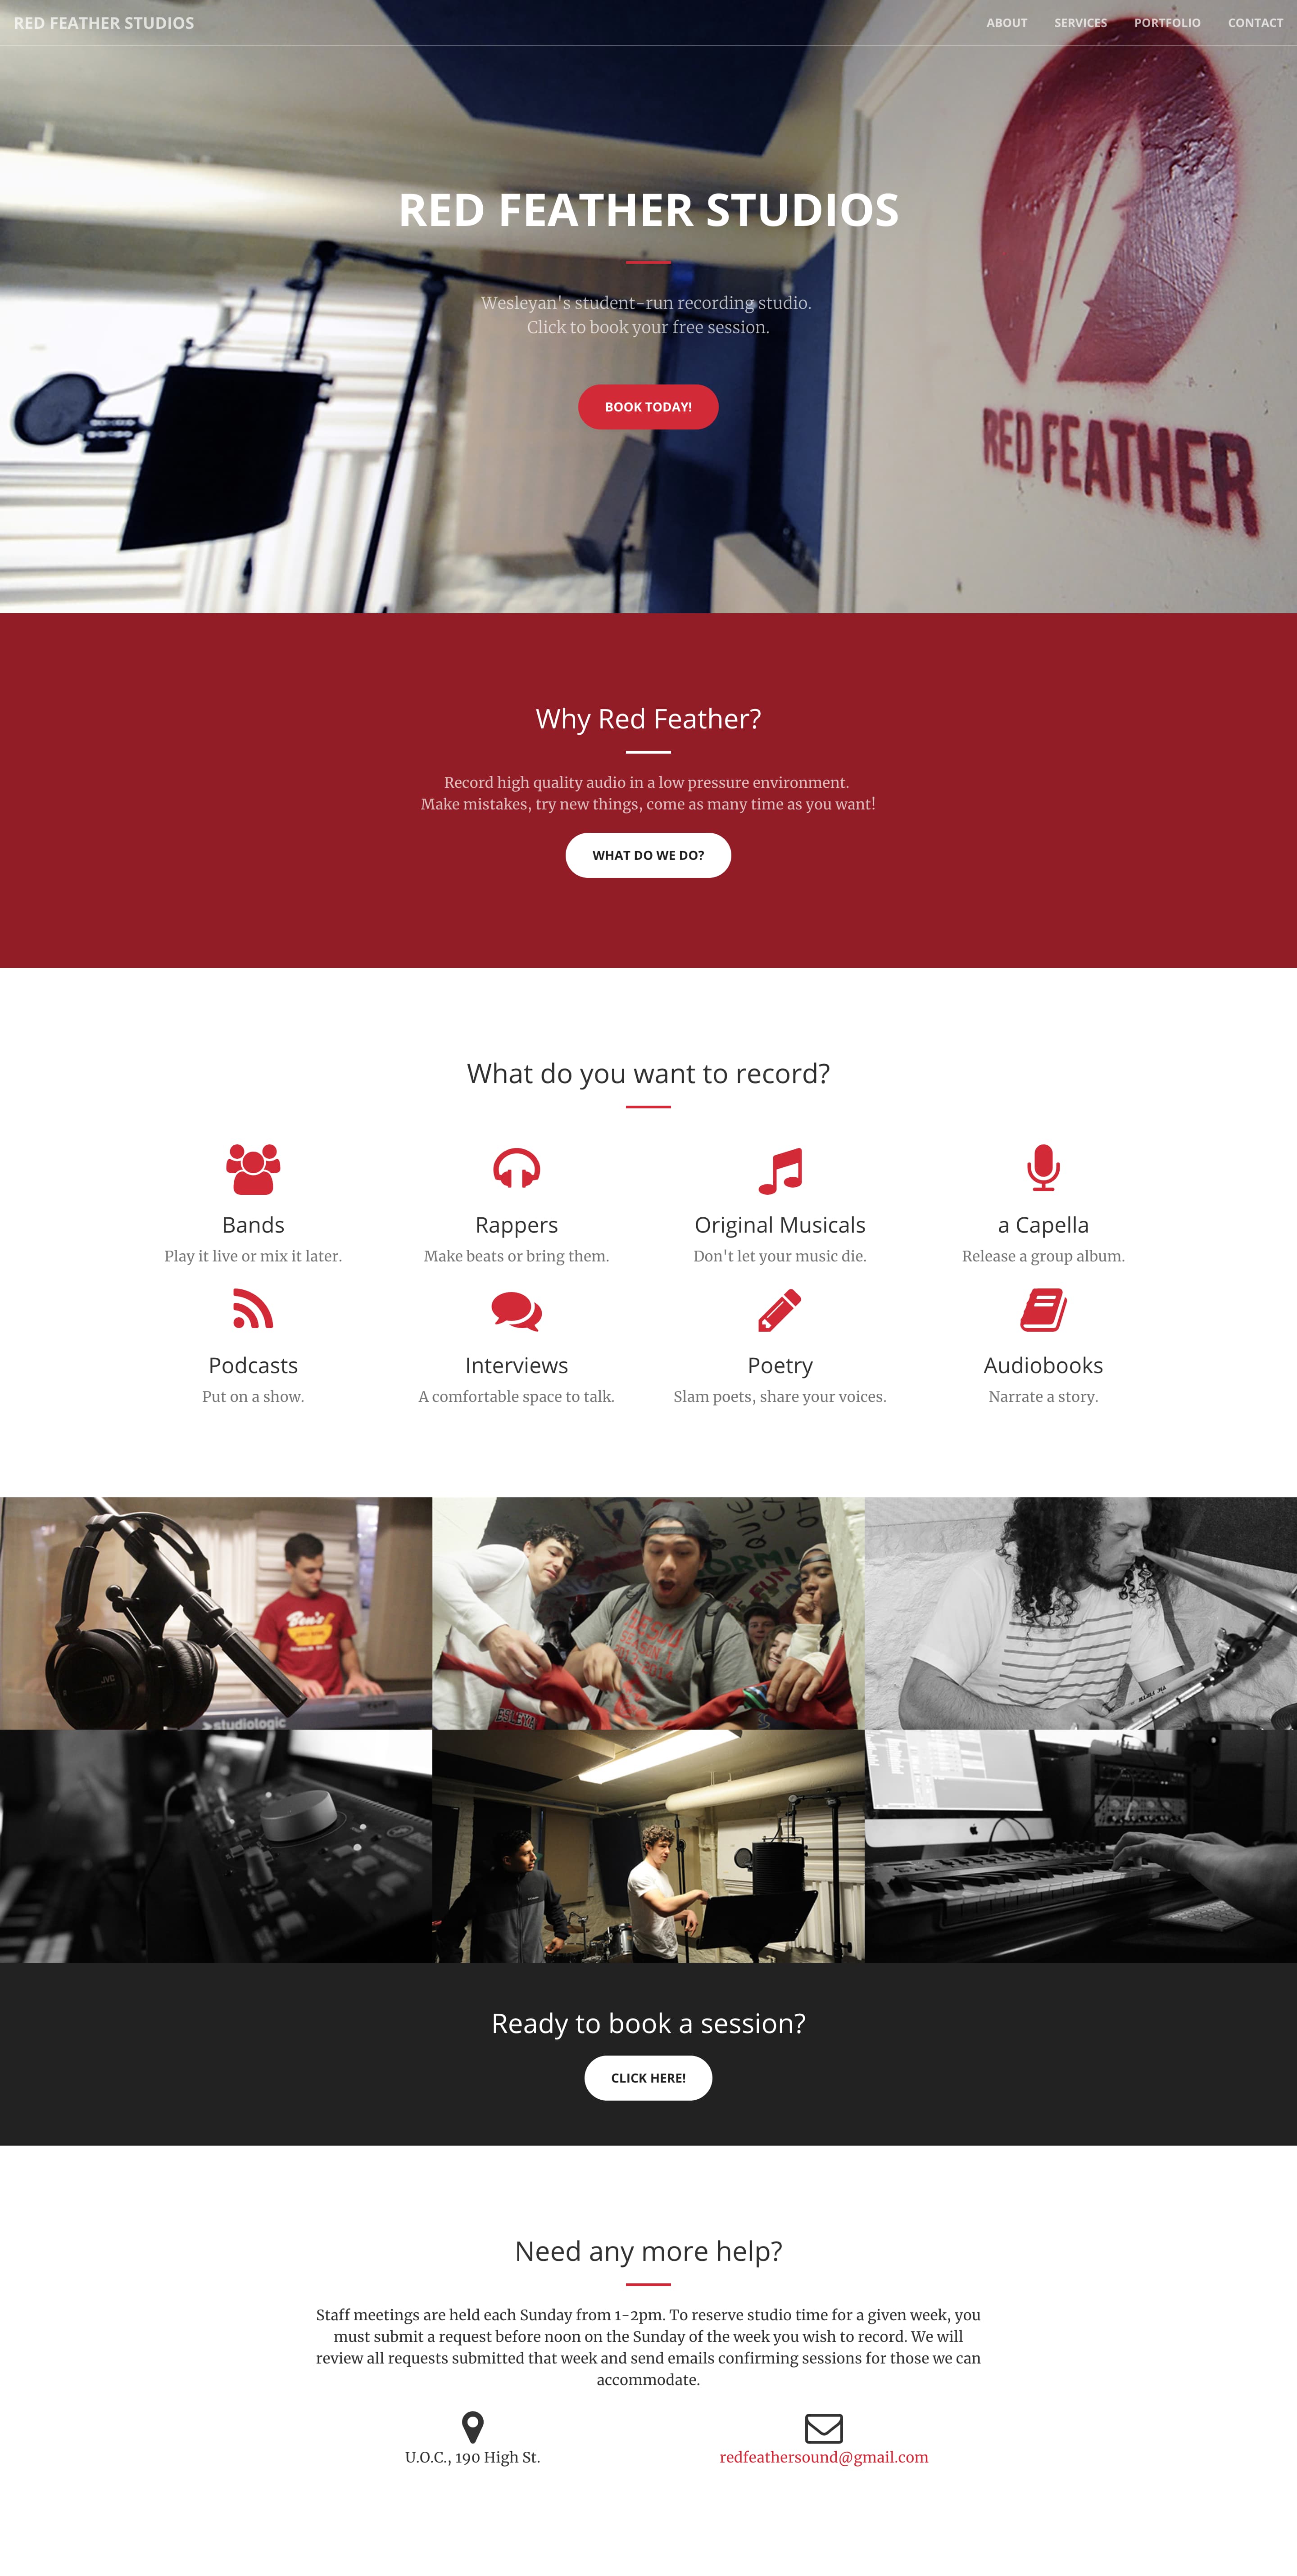 RED FEATHER STUDIOS
ABOUT
SERVICES
PORTFOLIO
CONTACT
RED FEATHER STUDIOS
Wesleyan's student-run recording studio.
Click to book your free session.
BOOK TODAY!
RED FEATHER
Why Red Feather?
Record high quality audio in a low pressure environment.
Make mistakes, try new things, come as many time as you want!
WHAT DO WE DO?
What do you want to record?
Bands
Play it live or mix it later.
Rappers
Make beats or bring them.
Original Musicals
Don't let your music die.
a Capella
Release a group album.
Podcasts
Put on a show.
Interviews
A comfortable space to talk.
Poetry
Slam poets, share your voices.
Audiobooks
Narrate a story.
Ben's
JVC
studiologic
Ready to book a session?
CLICK HERE!
Need any more help?
Staff meetings are held each Sunday from 1-2pm. To reserve studio time for a given week, you
must submit a request before noon on the Sunday of the week you wish to record. We will
review all requests submitted that week and send emails confirming sessions for those we can
accommodate.
U.O.C., 190 High St.
redfeathersound@gmail.com